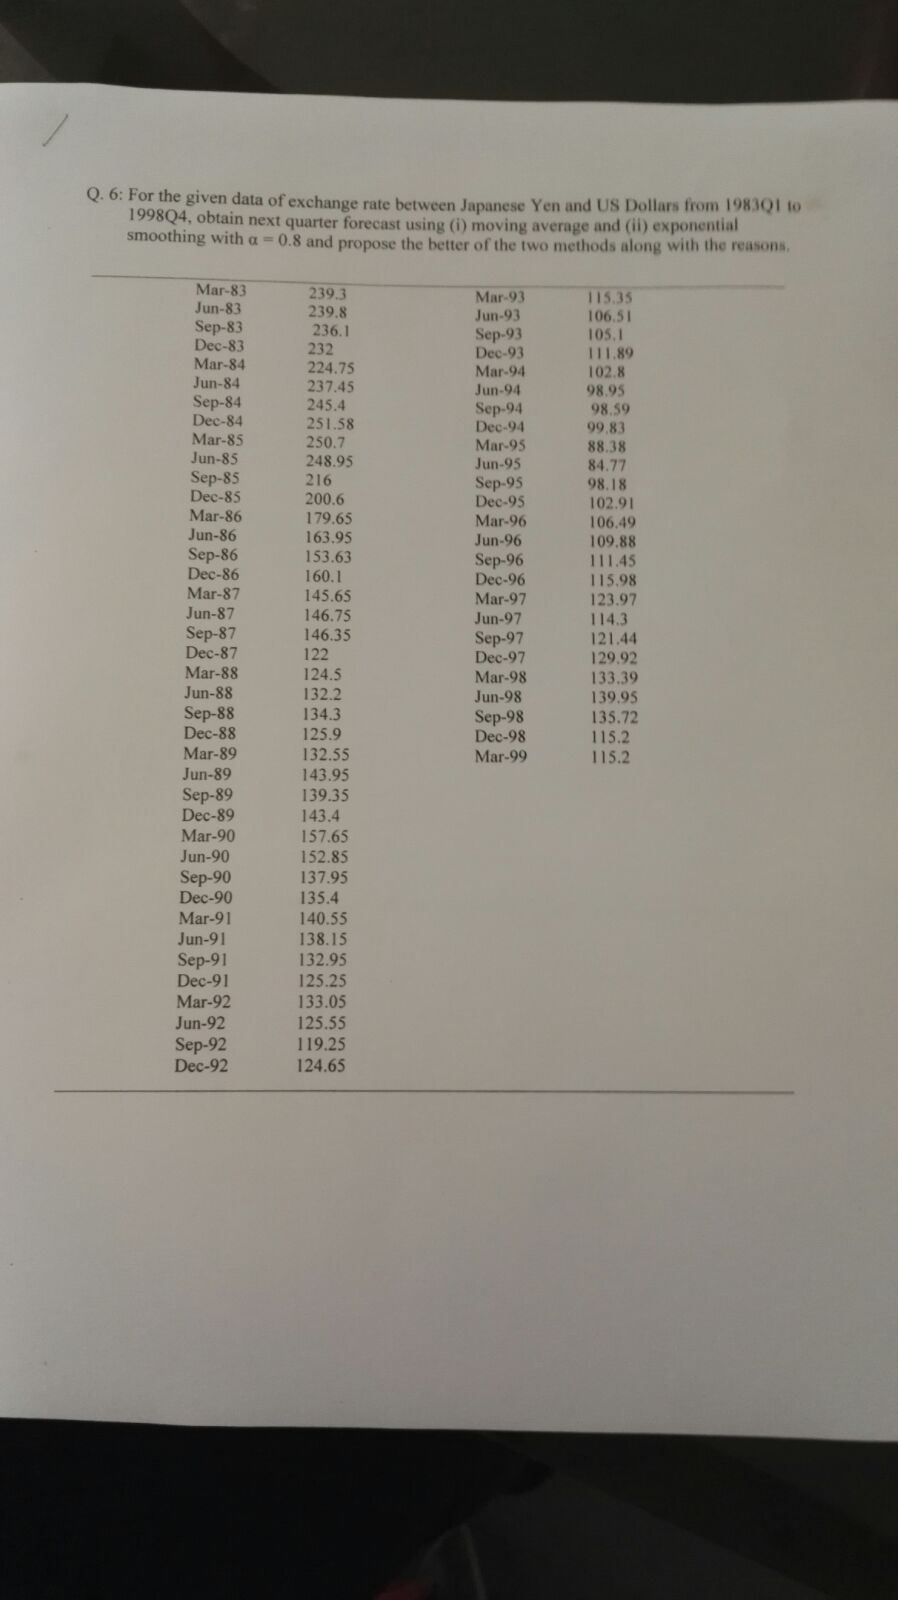 Q. 6: For the given data of exchange rate between Japanese Yen and US Dollars from 1983Q1 to
1998Q4, obtain next quarter forecast using (i) moving average and (ii) exponential
smoothing with α = 0.8 and propose the better of the two methods along with the reasons.
Mar-83 239.3
Jun-83 239.8
Sep-83 236.1
Dec-83 232
Mar-84 224.75
Jun-84 237.45
Sep-84 245.4
Dec-84 251.58
Mar-85 250.7
Jun-85 248.95
Sep-85 216
Dec-85 200.6
Mar-86 179.65
Jun-86 163.95
Sep-86 153.63
Dec-86 160.1
Mar-87 145.65
Jun-87 146.75
Sep-87 146.35
Dec-87 122
Mar-88 124.5
Jun-88 132.2
Sep-88 134.3
Dec-88 125.9
Mar-89 132.55
Jun-89 143.95
Sep-89 139.35
Dec-89 143.4
Mar-90 157.65
Jun-90 152.85
Sep-90 137.95
Dec-90 135.4
Mar-91 140.55
Jun-91 138.15
Sep-91 132.95
Dec-91 125.25
Mar-92 133.05
Jun-92 125.55
Sep-92 119.25
Dec-92 124.65
Mar-93 115.35
Jun-93 106.51
Sep-93 105.1
Dec-93 111.89
Mar-94 102.8
Jun-94 98.95
Sep-94 98.59
Dec-94 99.83
Mar-95 88.38
Jun-95 84.77
Sep-95 98.18
Dec-95 102.91
Mar-96 106.49
Jun-96 109.88
Sep-96 111.45
Dec-96 115.98
Mar-97 123.97
Jun-97 114.3
Sep-97 121.44
Dec-97 129.92
Mar-98 133.39
Jun-98 139.95
Sep-98 135.72
Dec-98 115.2
Mar-99 115.2